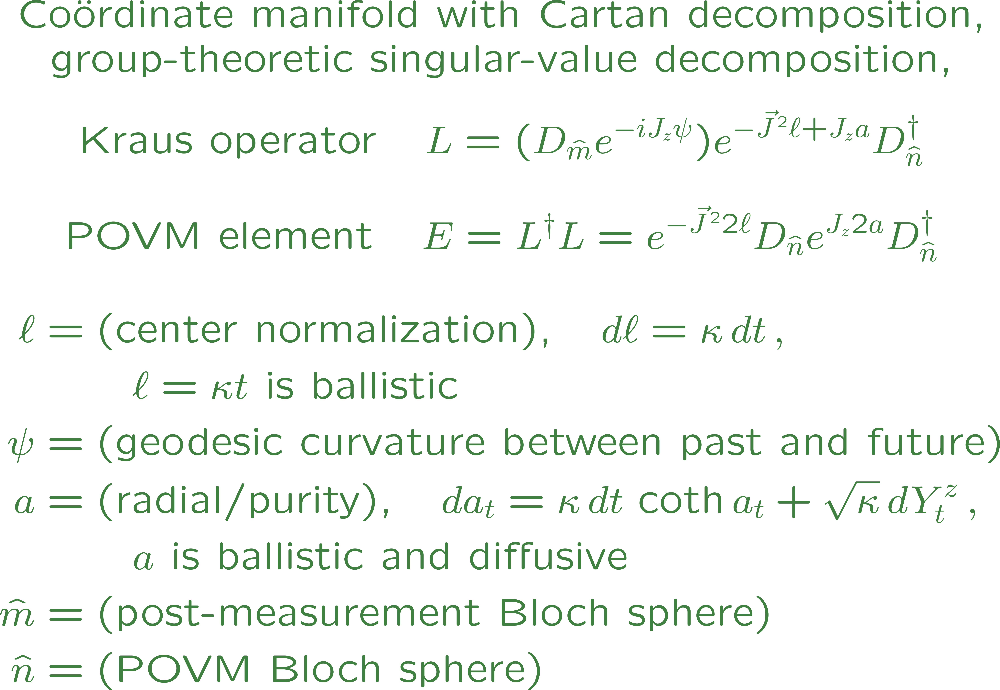 Coördinate manifold with Cartan decomposition,
group-theoretic singular-value decomposition,
Kraus operator $L = (D_{\hat{m}} e^{-iJ_z\psi}) e^{-\vec{J}^2 \ell + J_z a} D_{\hat{n}}^\dagger$
POVM element $E = L^\dagger L = e^{-\vec{J}^2 2\ell} D_{\hat{n}} e^{J_z 2a} D_{\hat{n}}^\dagger$
$\ell$ = (center normalization), $d\ell = \kappa\, dt$,
$\ell = \kappa t$ is ballistic
$\psi$ = (geodesic curvature between past and future)
$a$ = (radial/purity), $da_t = \kappa\, dt \coth a_t + \sqrt{\kappa}\, dY_t^{\tilde{z}}$,
$a$ is ballistic and diffusive
$\hat{m}$ = (post-measurement Bloch sphere)
$\hat{n}$ = (POVM Bloch sphere)